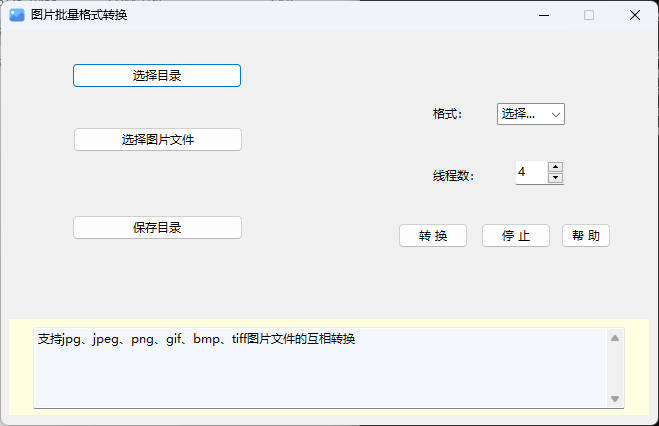 图片批量格式转换
选择目录
格式： 选择...
选择图片文件
线程数： 4
保存目录
转 换 停 止 帮 助
支持jpg、jpeg、png、gif、bmp、tiff图片文件的互相转换